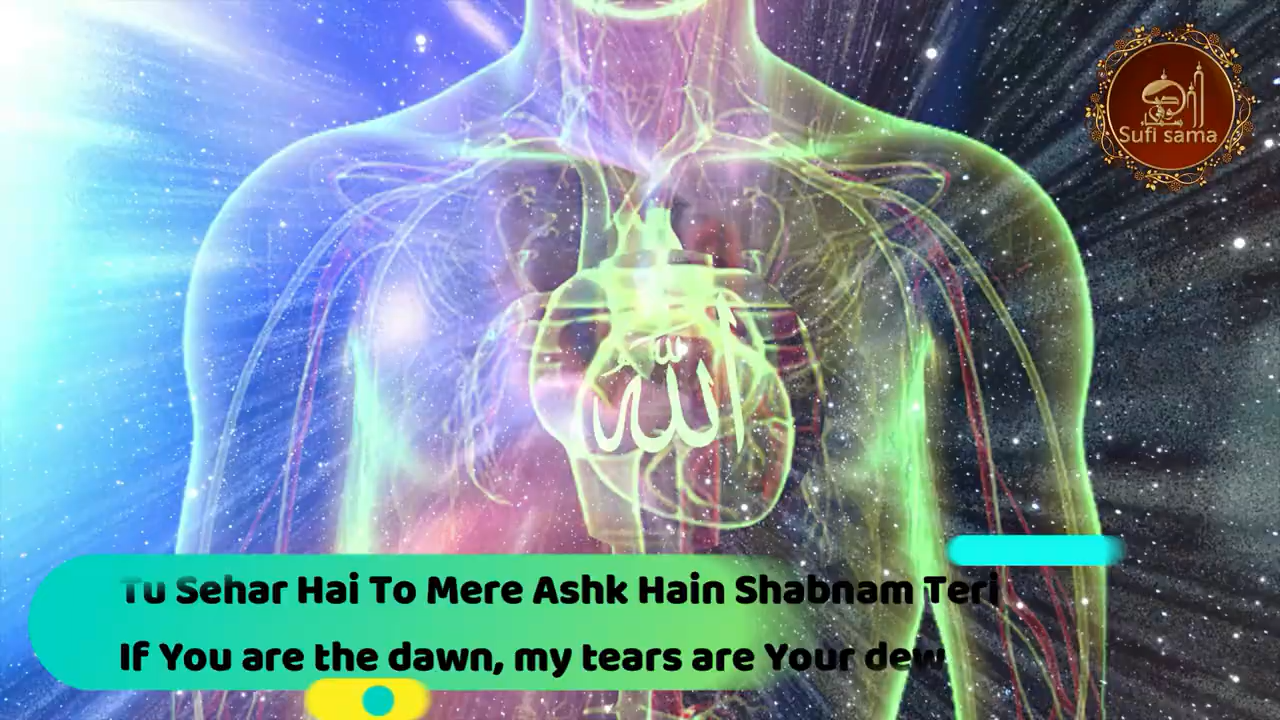 Sufi sama
الله
Tu Sehar Hai To Mere Ashk Hain Shabnam Teri
If You are the dawn, my tears are Your dew